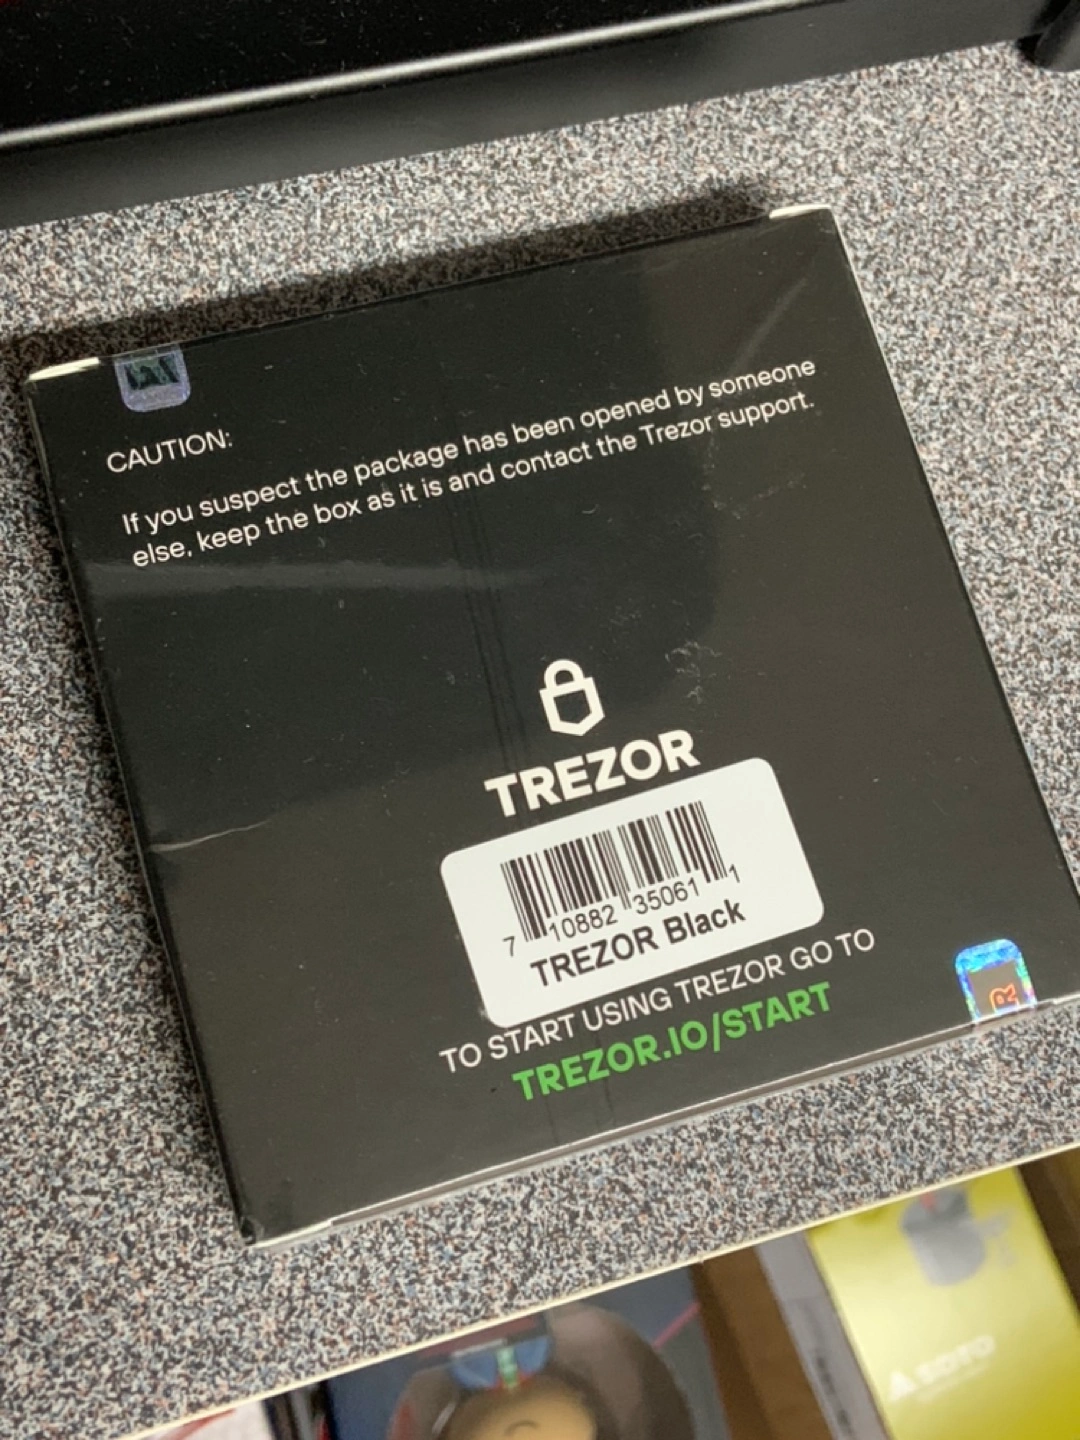 CAUTION:
If you suspect the package has been opened by someone
else, keep the box as it is and contact the Trezor support.
TREZOR
7 10882 35061 1
TREZOR Black
TO START USING TREZOR GO TO
TREZOR.IO/START
R
SOTO